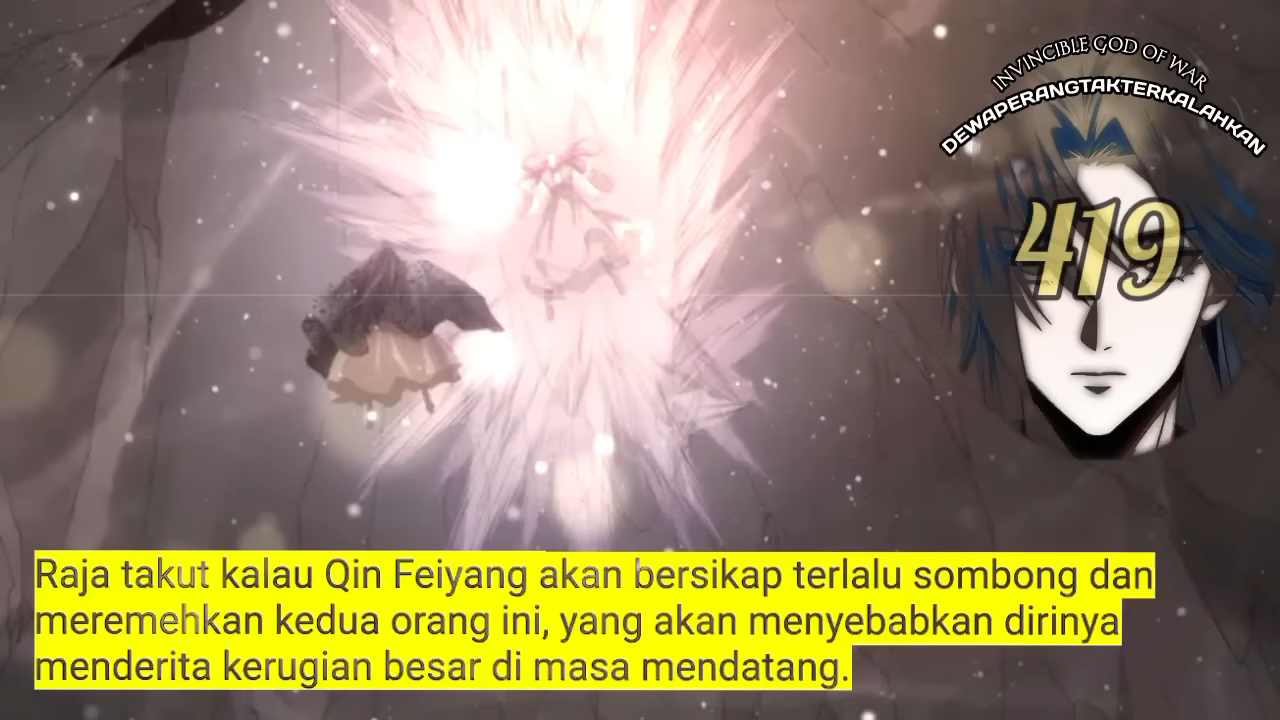 INVINCIBLE GOD OF WAR
DEWAPERANGTAKTERKALAHKAN
419
Raja takut kalau Qin Feiyang akan bersikap terlalu sombong dan
meremehkan kedua orang ini, yang akan menyebabkan dirinya
menderita kerugian besar di masa mendatang.